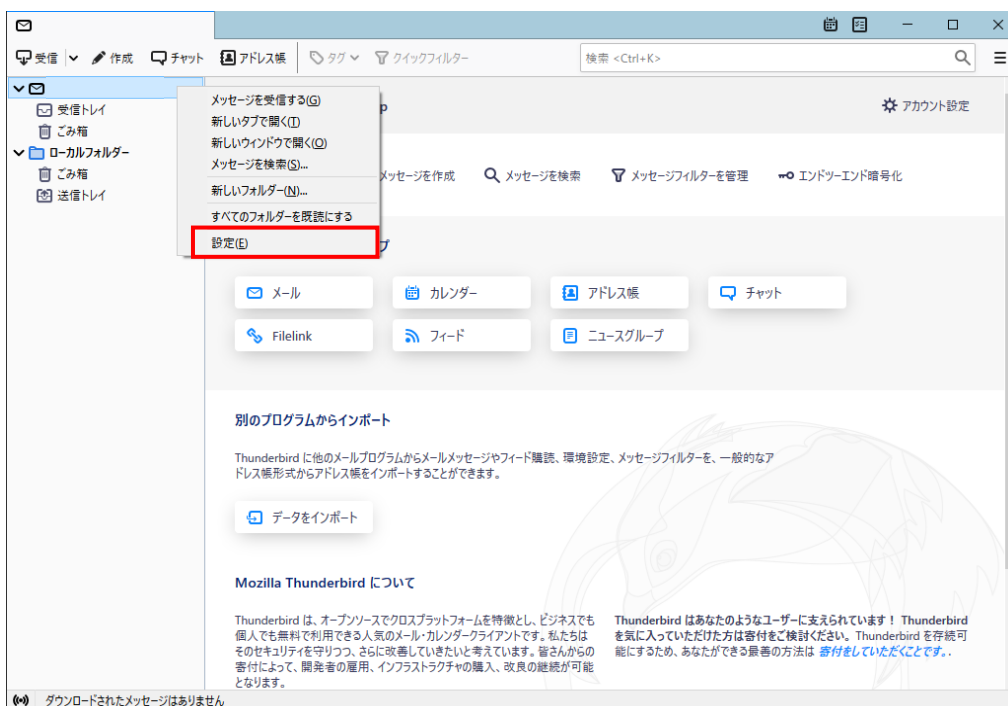 受信 作成 チャット アドレス帳 タグ クイックフィルター 検索 <Ctrl+K>
受信トレイ
ごみ箱
ローカルフォルダー
ごみ箱
送信トレイ
メッセージを受信する(G)
新しいタブで開く(T)
新しいウィンドウで開く(O)
メッセージを検索(S)...
新しいフォルダー(N)...
すべてのフォルダーを既読にする
設定(E)
p アカウント設定
メッセージを作成 メッセージを検索 メッセージフィルターを管理 エンドツーエンド暗号化
プ
メール カレンダー アドレス帳 チャット
Filelink フィード ニュースグループ
別のプログラムからインポート
Thunderbird に他のメールプログラムからメールメッセージやフィード購読、環境設定、メッセージフィルターを、一般的なア
ドレス帳形式からアドレス帳をインポートすることができます。
データをインポート
Mozilla Thunderbird について
Thunderbird は、オープンソースでクロスプラットフォームを特徴とし、ビジネスでも
個人でも無料で利用できる人気のメール・カレンダークライアントです。私たちは
そのセキュリティを守りつつ、さらに改善していきたいと考えています。皆さんからの
寄付によって、開発者の雇用、インフラストラクチャの購入、改良の継続が可能
となります。
Thunderbird はあなたのようなユーザーに支えられています！ Thunderbird
を気に入っていただけた方は寄付をご検討ください。Thunderbird を存続可
能にするため、あなたができる最善の方法は 寄付をしていただくことです。.
ダウンロードされたメッセージはありません